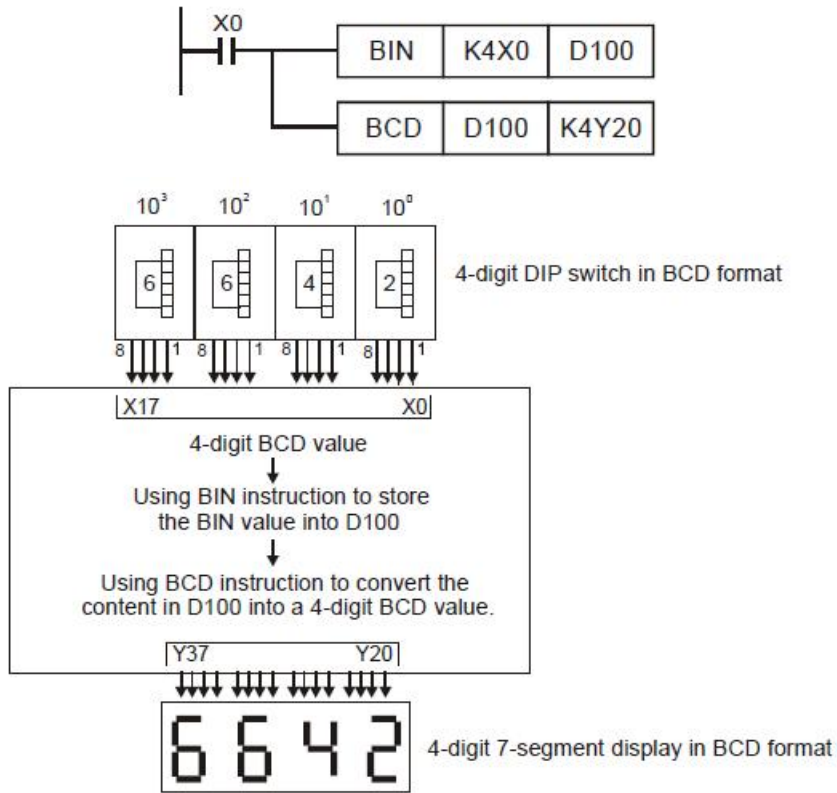 X0
BIN K4X0 D100
BCD D100 K4Y20
10³ 10² 10¹ 10⁰
6 6 4 2
4-digit DIP switch in BCD format
8 1 8 1 8 1 8 1
X17 X0
4-digit BCD value
Using BIN instruction to store
the BIN value into D100
Using BCD instruction to convert the
content in D100 into a 4-digit BCD value.
Y37 Y20
6642
4-digit 7-segment display in BCD format